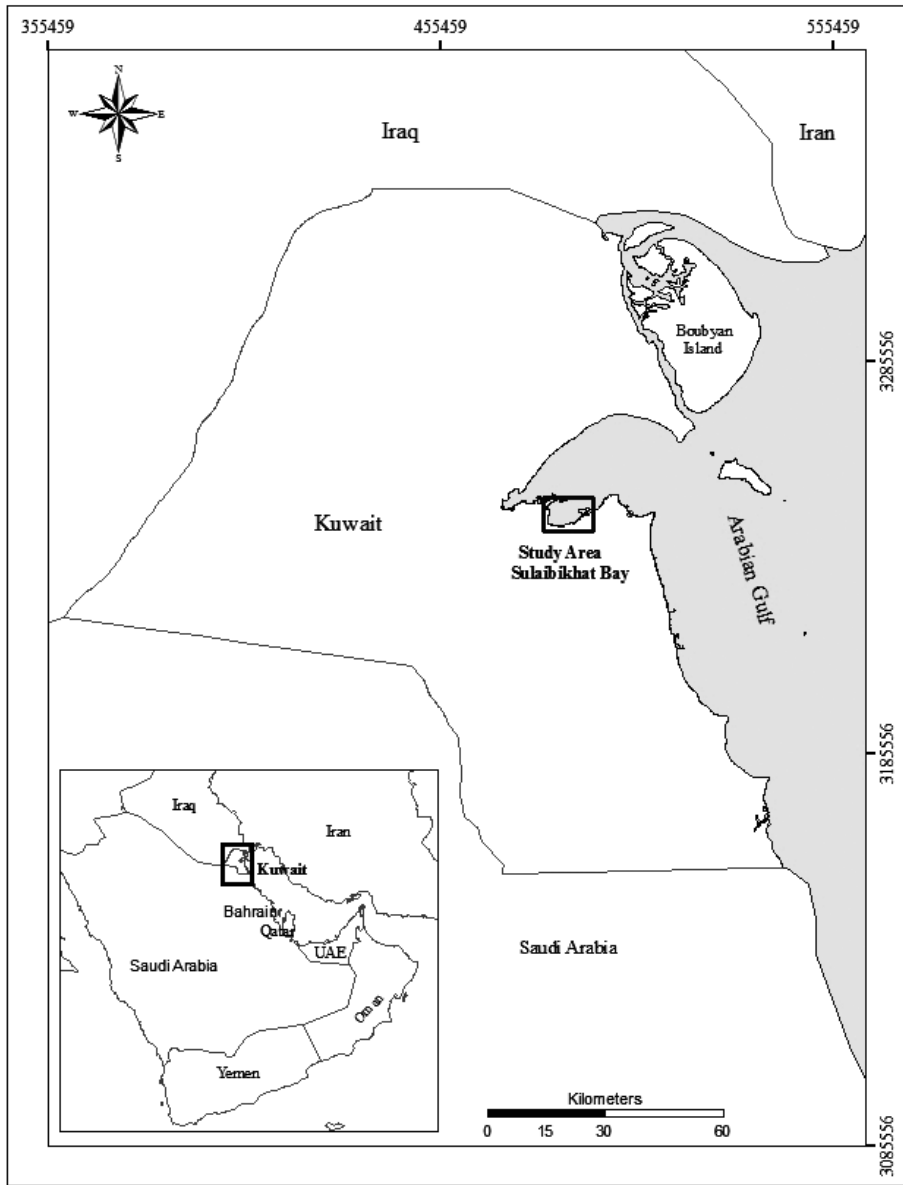 355459
455459
555459
N
W
E
S
Iraq
Iran
Boubyan
Island
3285556
Kuwait
Study Area
Sulaibikhat Bay
Arabian Gulf
3185556
Iraq
Iran
Kuwait
Bahrain
Qatar
UAE
Saudi Arabia
Oman
Yemen
Saudi Arabia
Kilometers
0 15 30 60
3085556